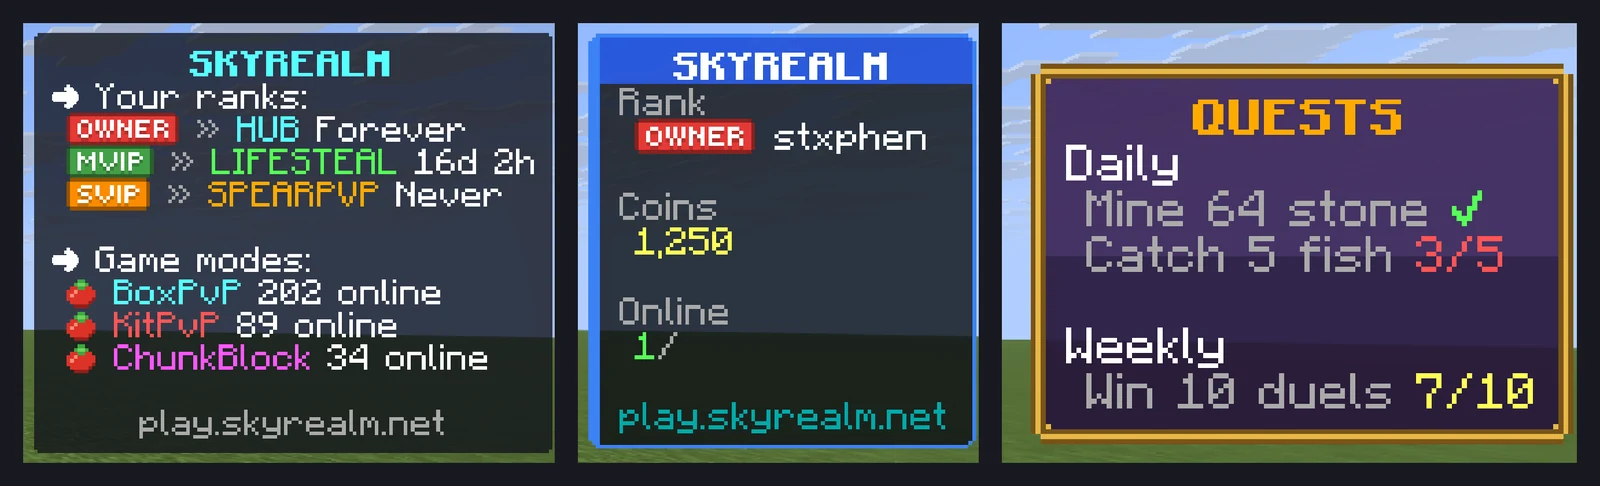 SKYREALM
Your ranks:
OWNER » HUB Forever
MVIP » LIFESTEAL 16d 2h
SVIP » SPEARPVP Never
Game modes:
BoxPvP 202 online
KitPvP 89 online
ChunkBlock 34 online
play.skyrealm.net
SKYREALM
Rank
OWNER stxphen
Coins
1,250
Online
1/
play.skyrealm.net
QUESTS
Daily
Mine 64 stone ✓
Catch 5 fish 3/5
Weekly
Win 10 duels 7/10